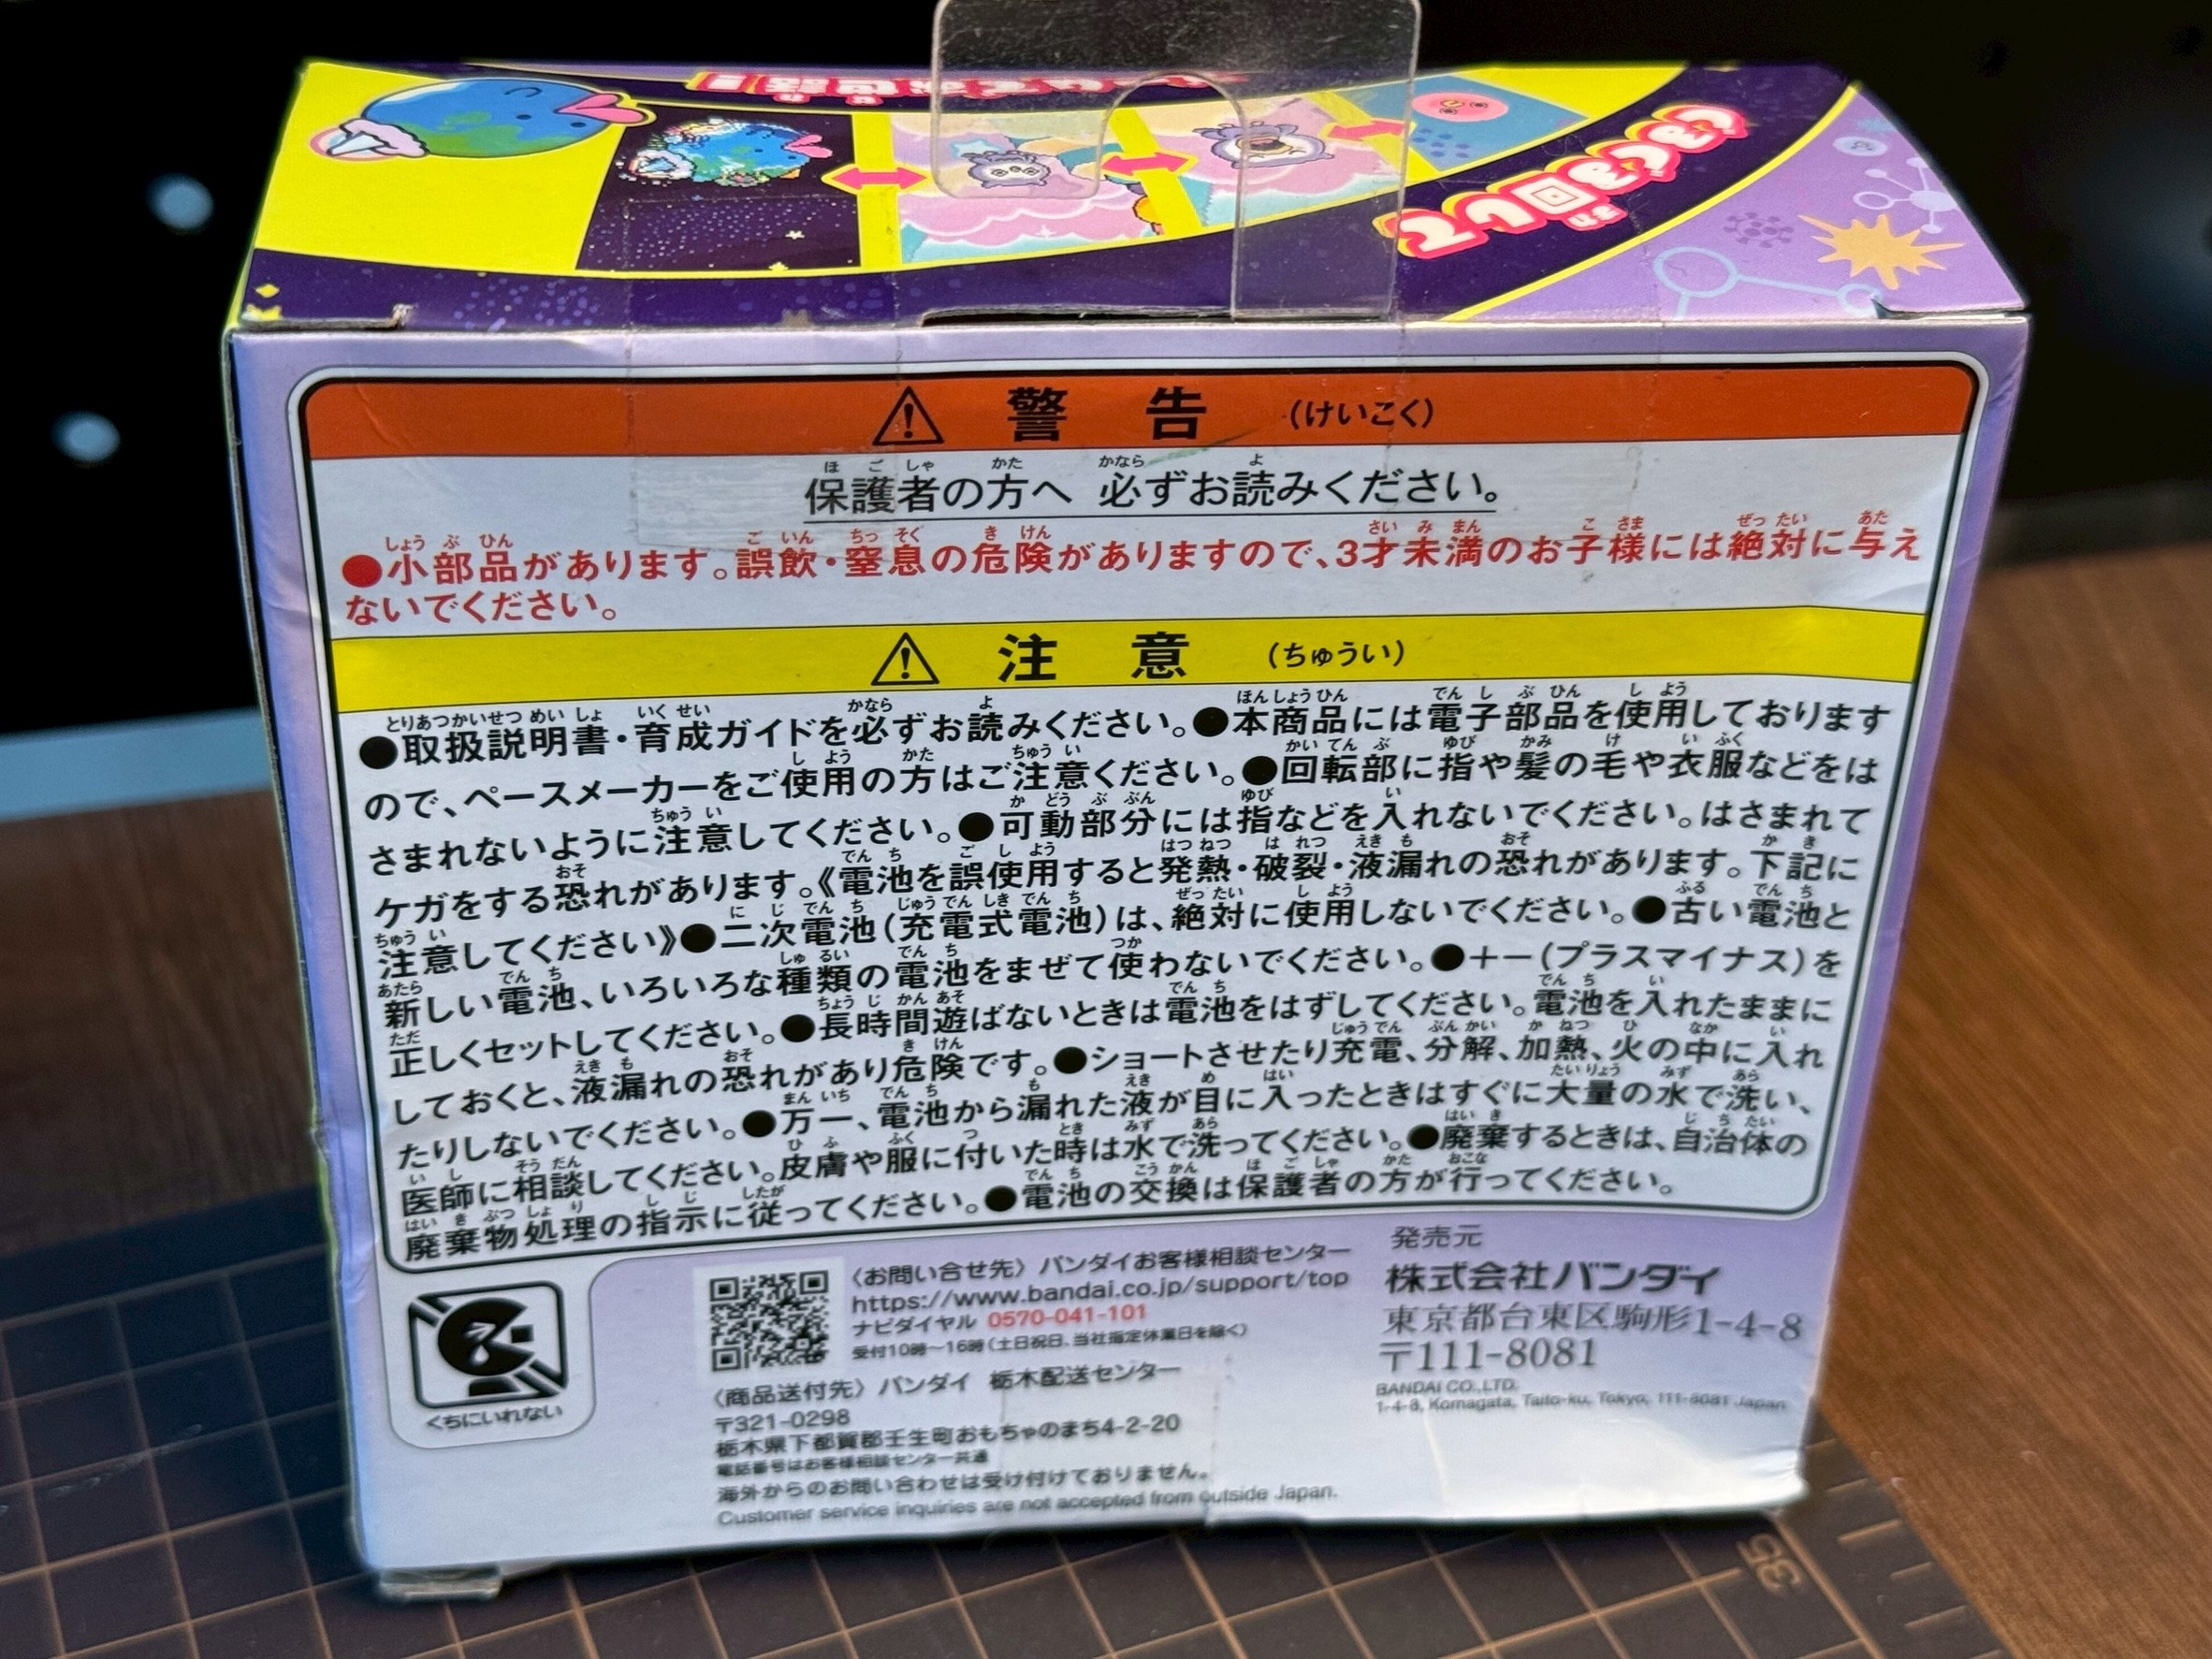 ぐるぐる回して
警告 (けいこく)
保護者の方へ 必ずお読みください。
●小部品があります。誤飲・窒息の危険がありますので、3才未満のお子様には絶対に与え
ないでください。
注意 (ちゅうい)
●取扱説明書・育成ガイドを必ずお読みください。●本商品には電子部品を使用しております
ので、ペースメーカーをご使用の方はご注意ください。●回転部に指や髪の毛や衣服などをは
さまれないように注意してください。●可動部分には指などを入れないでください。はさまれて
ケガをする恐れがあります。《電池を誤使用すると発熱・破裂・液漏れの恐れがあります。下記に
注意してください》●二次電池(充電式電池)は、絶対に使用しないでください。●古い電池と
新しい電池、いろいろな種類の電池をまぜて使わないでください。●+−(プラスマイナス)を
正しくセットしてください。●長時間遊ばないときは電池をはずしてください。電池を入れたままに
しておくと、液漏れの恐れがあり危険です。●ショートさせたり充電、分解、加熱、火の中に入れ
たりしないでください。●万一、電池から漏れた液が目に入ったときはすぐに大量の水で洗い、
医師に相談してください。皮膚や服に付いた時は水で洗ってください。●廃棄するときは、自治体の
廃棄物処理の指示に従ってください。●電池の交換は保護者の方が行ってください。
くちにいれない
〈お問い合せ先〉バンダイお客様相談センター
https://www.bandai.co.jp/support/top
ナビダイヤル 0570-041-101
受付10時〜16時(土日祝日、当社指定休業日を除く)
〈商品送付先〉バンダイ 栃木配送センター
〒321-0298
栃木県下都賀郡壬生町おもちゃのまち4-2-20
電話番号はお客様相談センター共通
海外からのお問い合わせは受け付けておりません。
Customer service inquiries are not accepted from outside Japan.
発売元
株式会社バンダイ
東京都台東区駒形1-4-8
〒111-8081
BANDAI CO.,LTD.
1-4-8, Komagata, Taito-ku, Tokyo, 111-8081 Japan
35